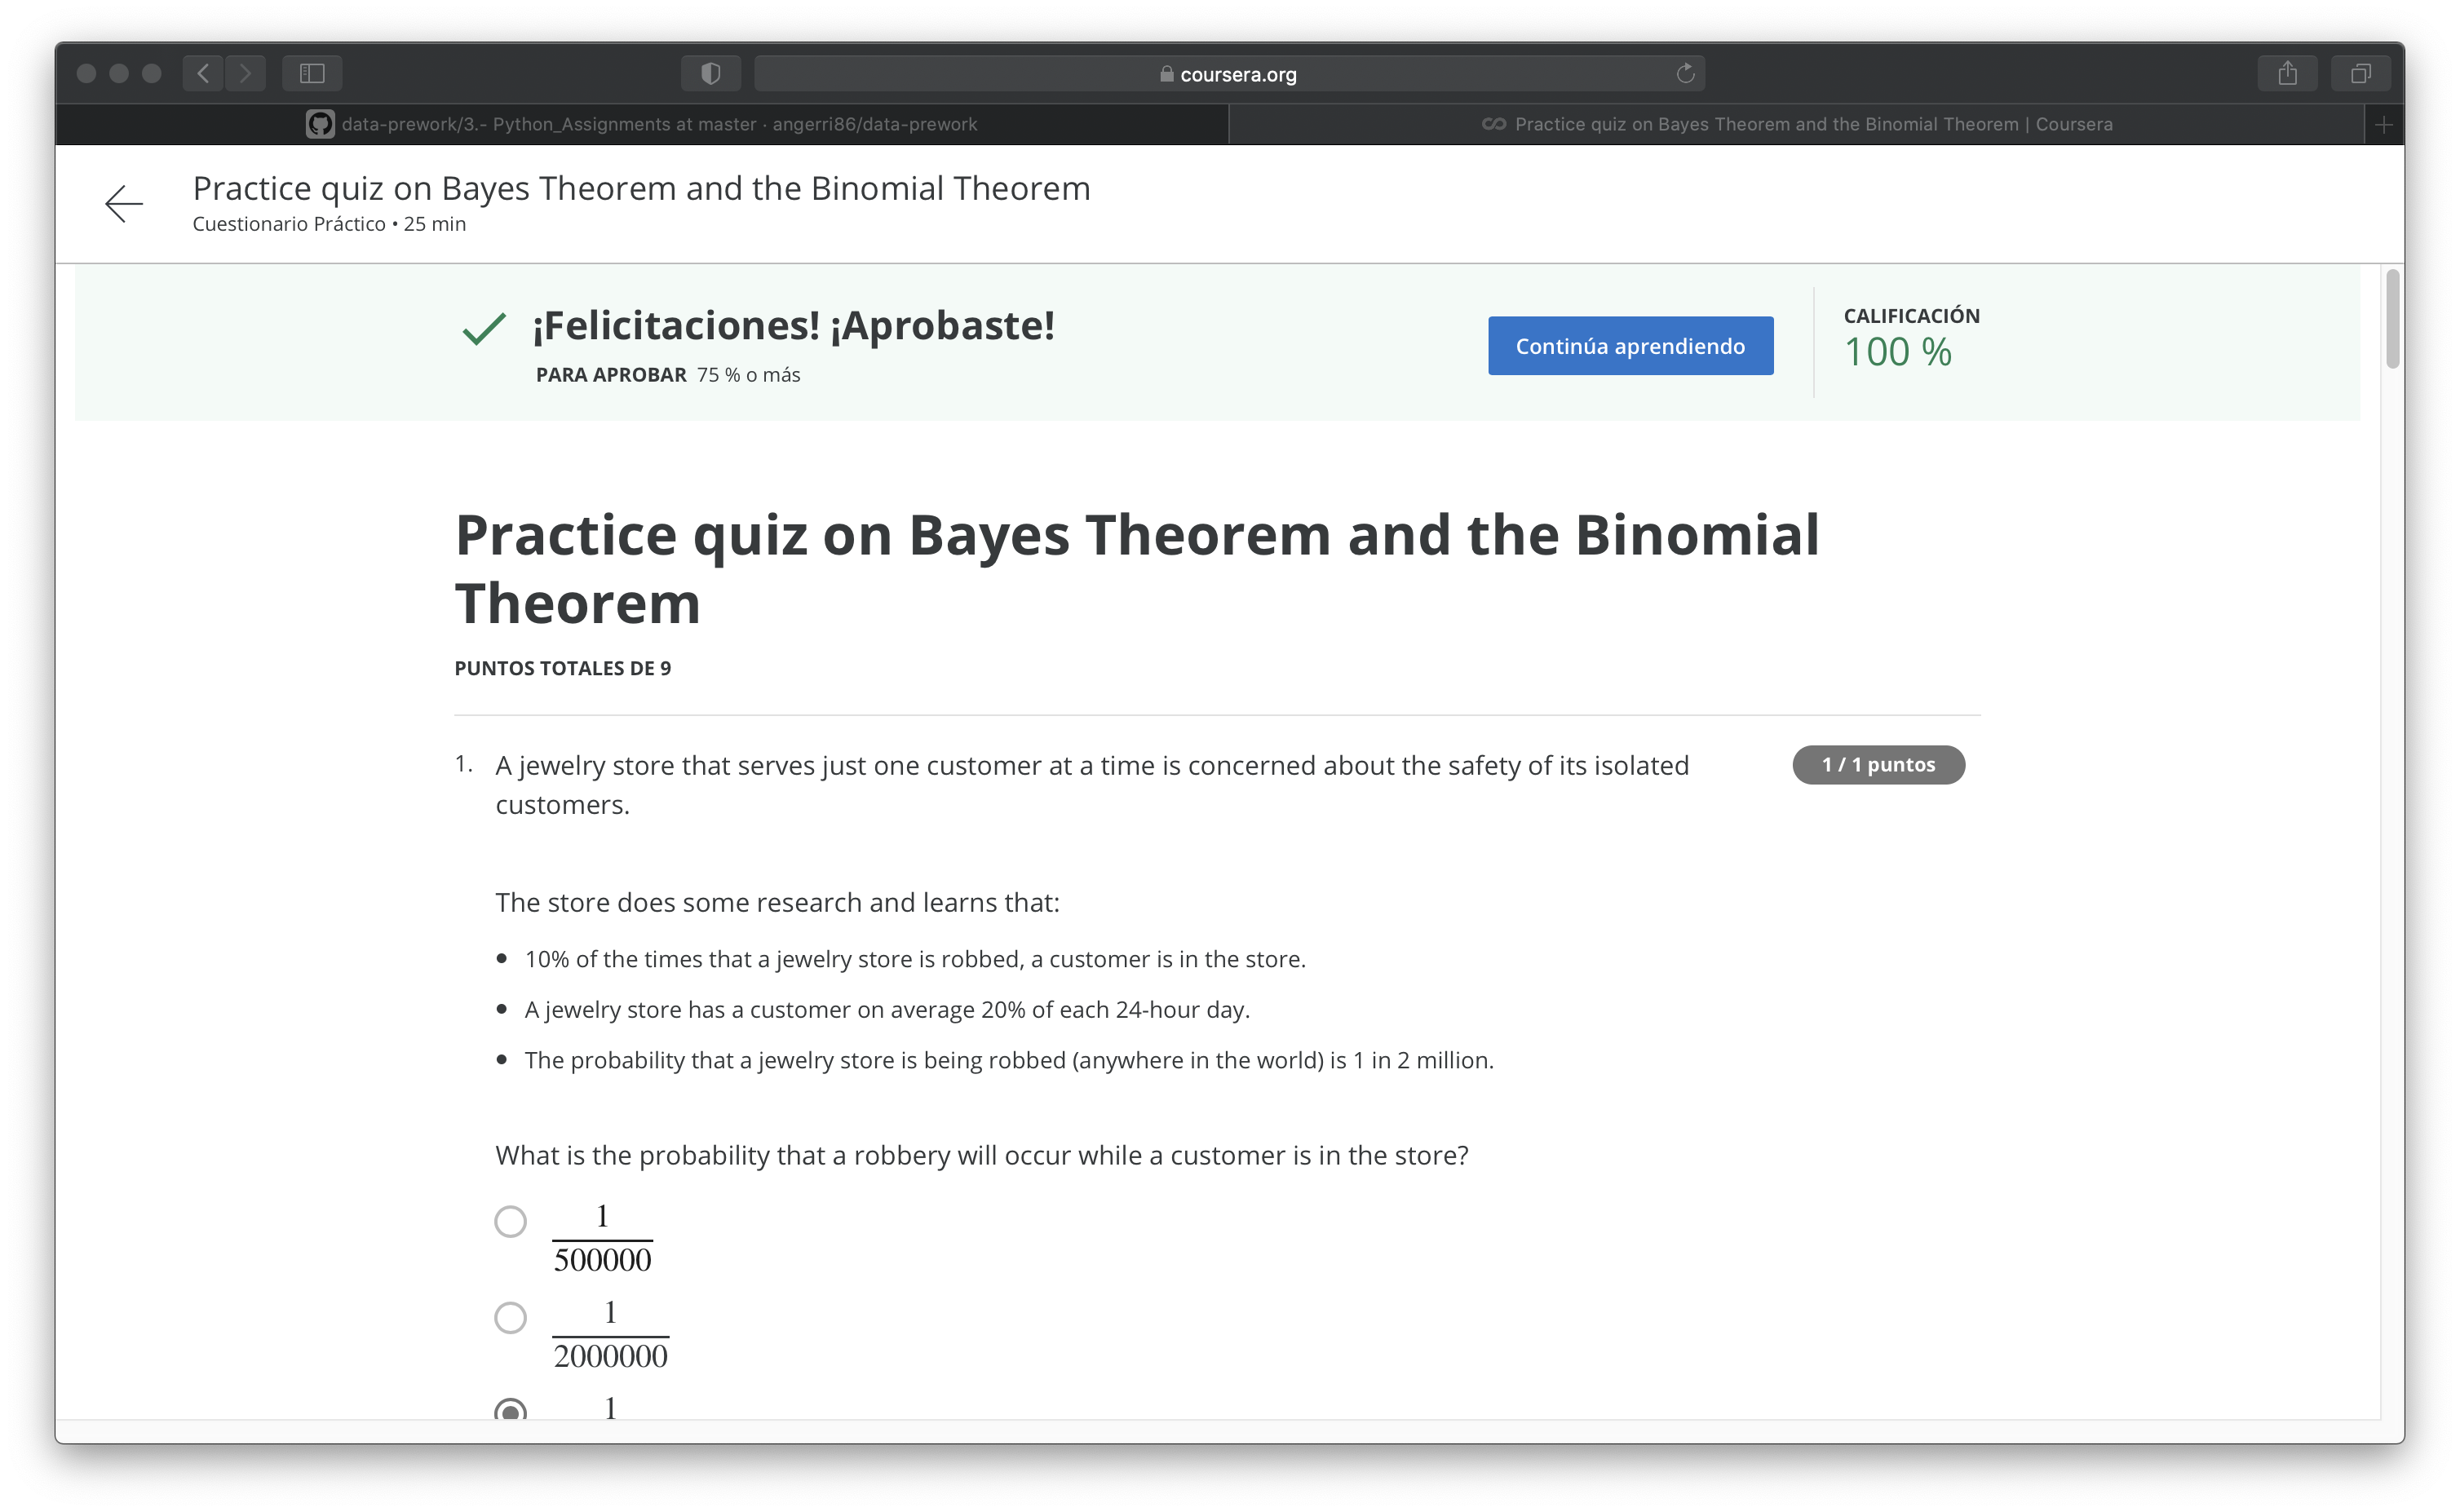 coursera.org
data-prework/3.- Python_Assignments at master · angerri86/data-prework
Practice quiz on Bayes Theorem and the Binomial Theorem | Coursera
Practice quiz on Bayes Theorem and the Binomial Theorem
Cuestionario Práctico • 25 min
¡Felicitaciones! ¡Aprobaste!
PARA APROBAR 75 % o más
Continúa aprendiendo
CALIFICACIÓN
100 %
Practice quiz on Bayes Theorem and the Binomial
Theorem
PUNTOS TOTALES DE 9
1. A jewelry store that serves just one customer at a time is concerned about the safety of its isolated
customers.
1 / 1 puntos
The store does some research and learns that:
• 10% of the times that a jewelry store is robbed, a customer is in the store.
• A jewelry store has a customer on average 20% of each 24-hour day.
• The probability that a jewelry store is being robbed (anywhere in the world) is 1 in 2 million.
What is the probability that a robbery will occur while a customer is in the store?
1
500000
1
2000000
1